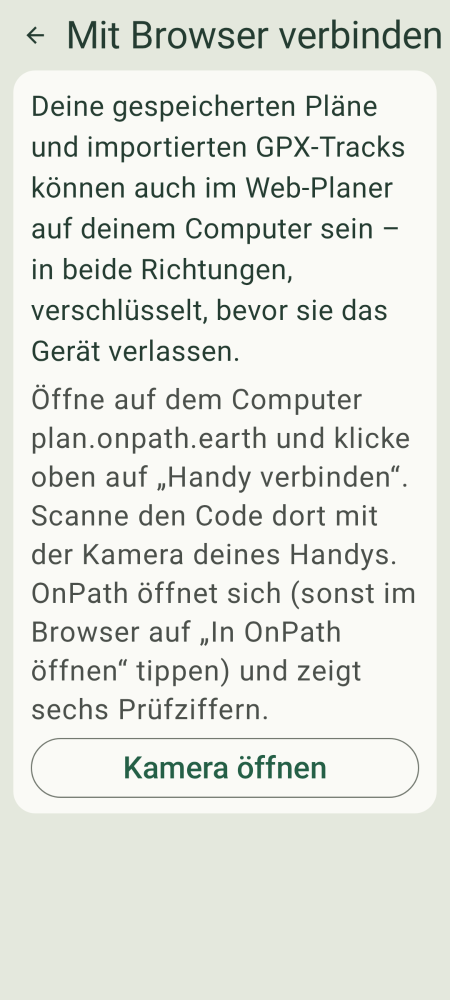 Mit Browser verbinden
Deine gespeicherten Pläne
und importierten GPX-Tracks
können auch im Web-Planer
auf deinem Computer sein –
in beide Richtungen,
verschlüsselt, bevor sie das
Gerät verlassen.
Öffne auf dem Computer
plan.onpath.earth und klicke
oben auf „Handy verbinden“.
Scanne den Code dort mit
der Kamera deines Handys.
OnPath öffnet sich (sonst im
Browser auf „In OnPath
öffnen“ tippen) und zeigt
sechs Prüfziffern.
Kamera öffnen